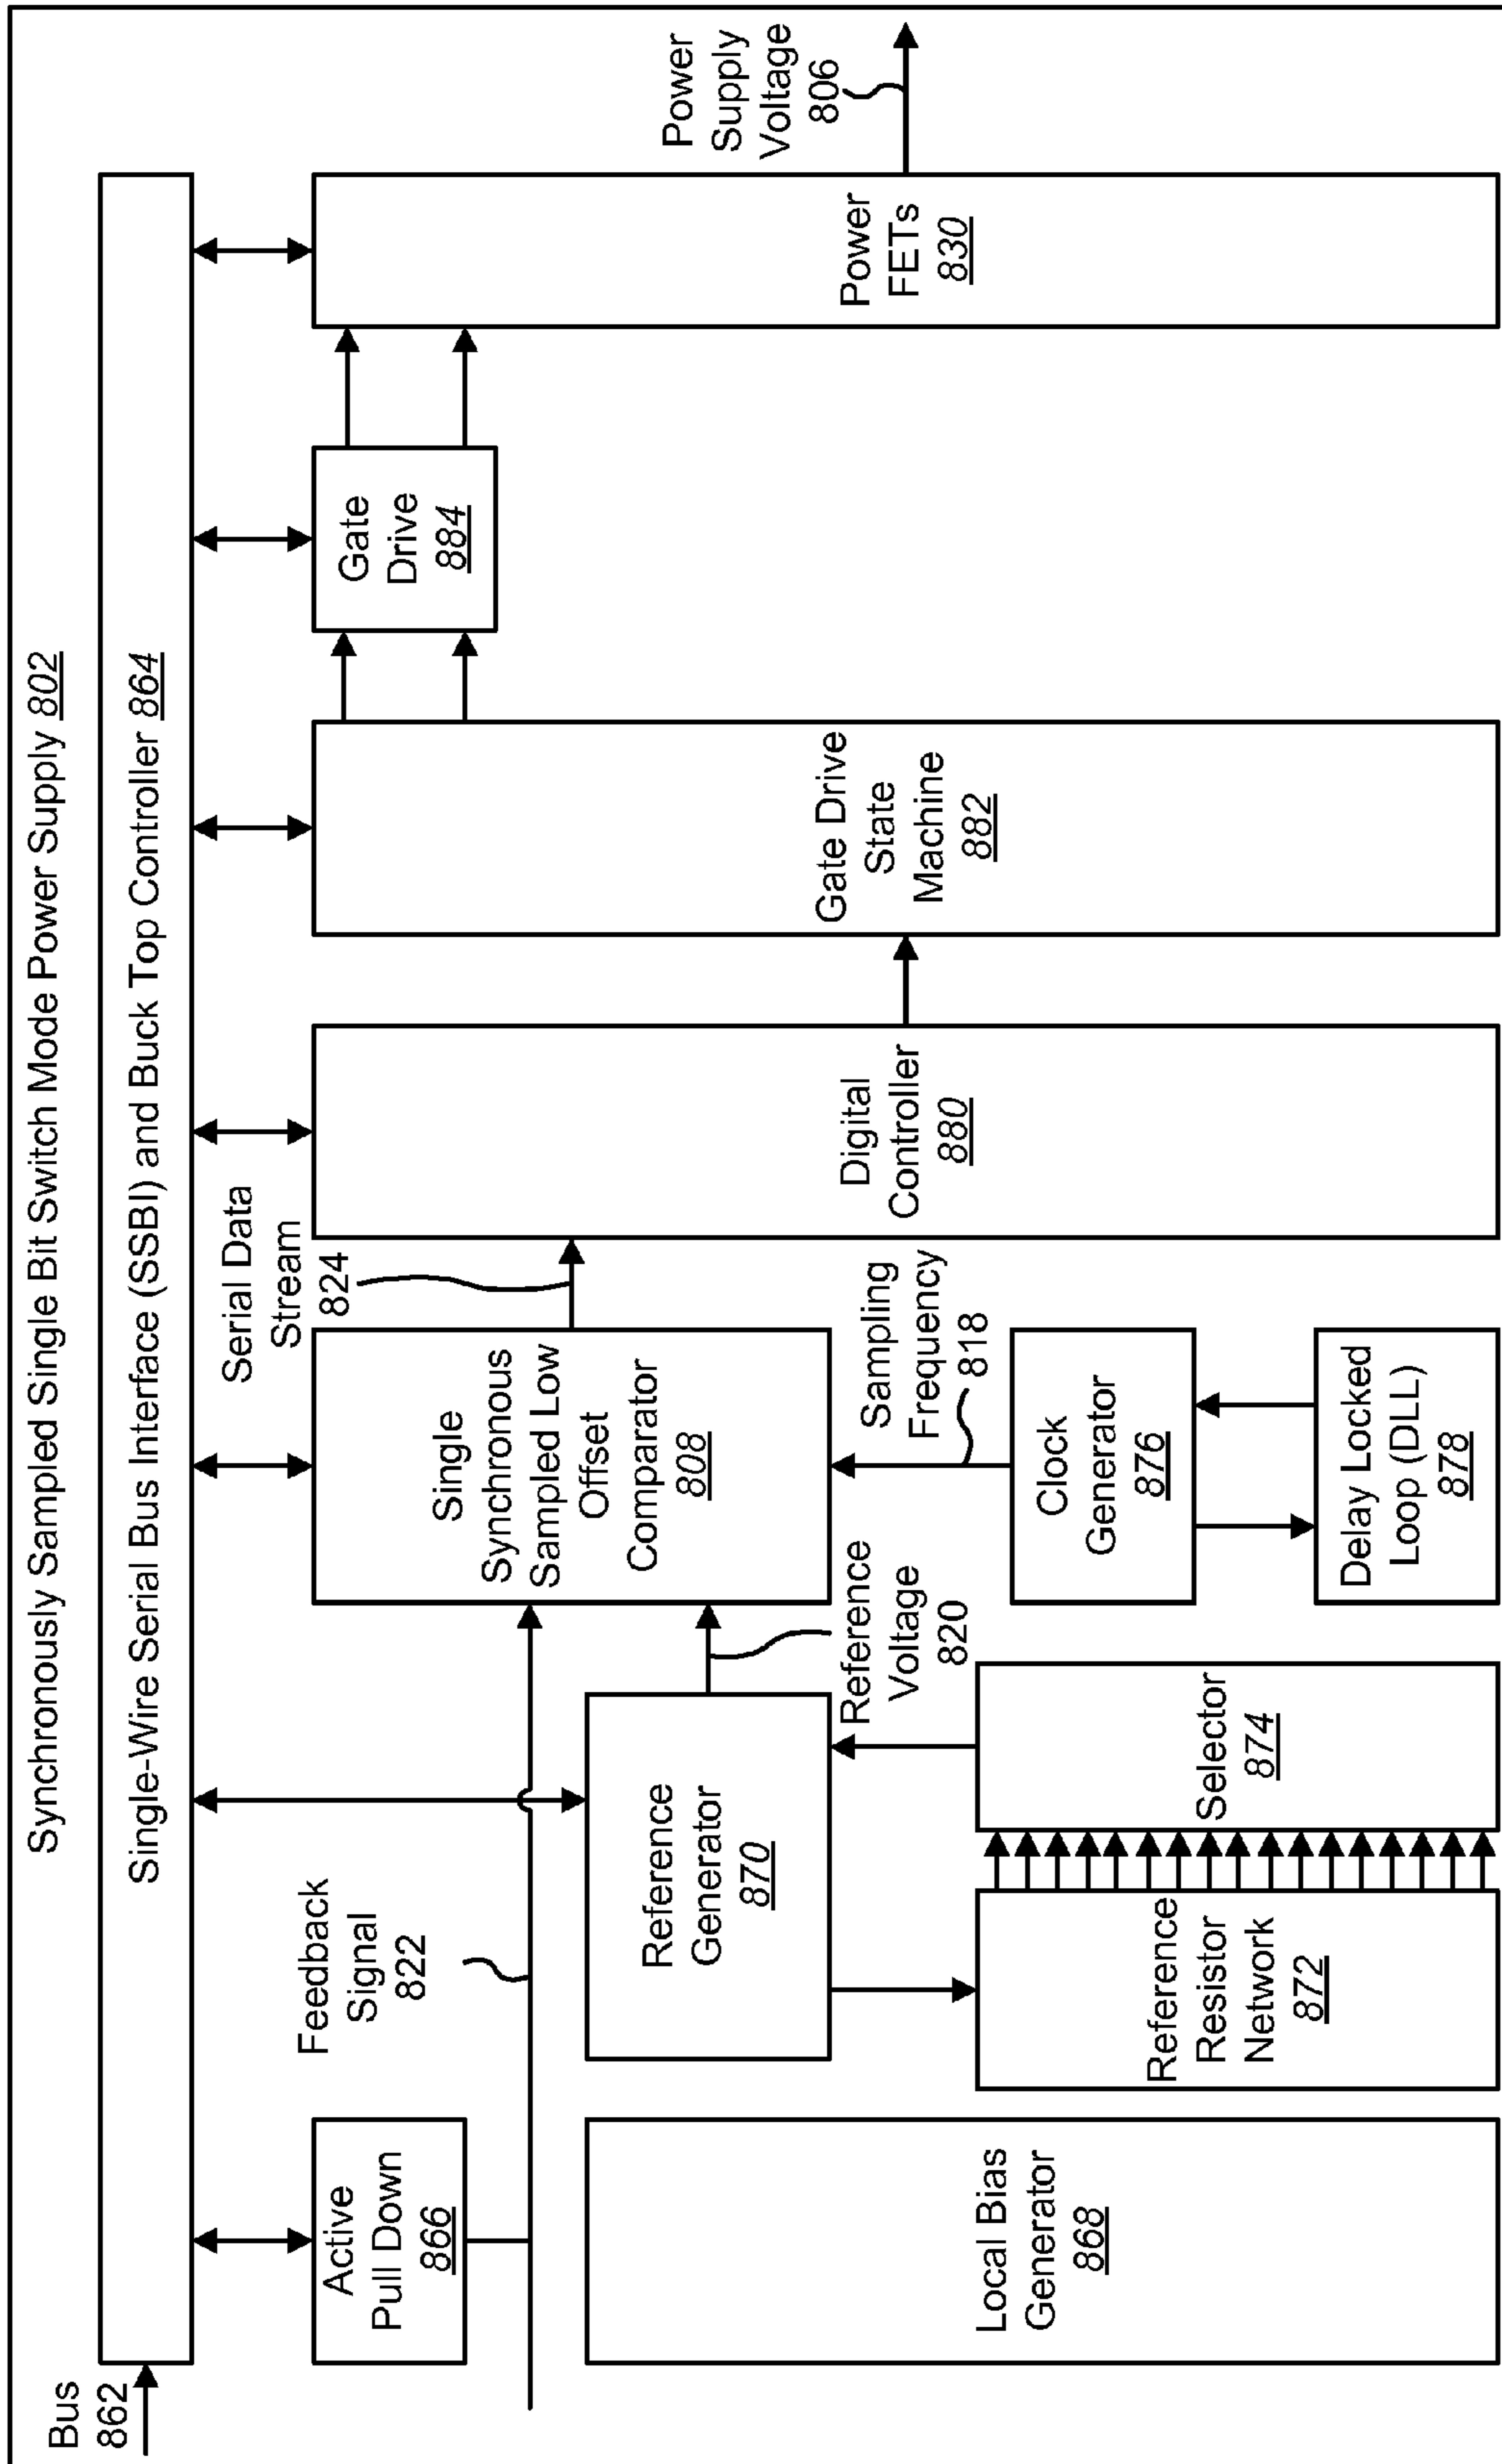 Synchronously Sampled Single Bit Switch Mode Power Supply 802
Bus
862
Single-Wire Serial Bus Interface (SSBI) and Buck Top Controller 864
Active
Pull Down
866
Feedback
Signal
822
Local Bias
Generator
868
Reference
Generator
870
Reference
Resistor
Network
872
Selector
874
Reference
Voltage
820
Single
Synchronous
Sampled Low
Offset
Comparator
808
Serial Data
Stream
824
Sampling
Frequency
818
Clock
Generator
876
Delay Locked
Loop (DLL)
878
Digital
Controller
880
Gate Drive
State
Machine
882
Gate
Drive
884
Power
FETs
830
Power
Supply
Voltage
806